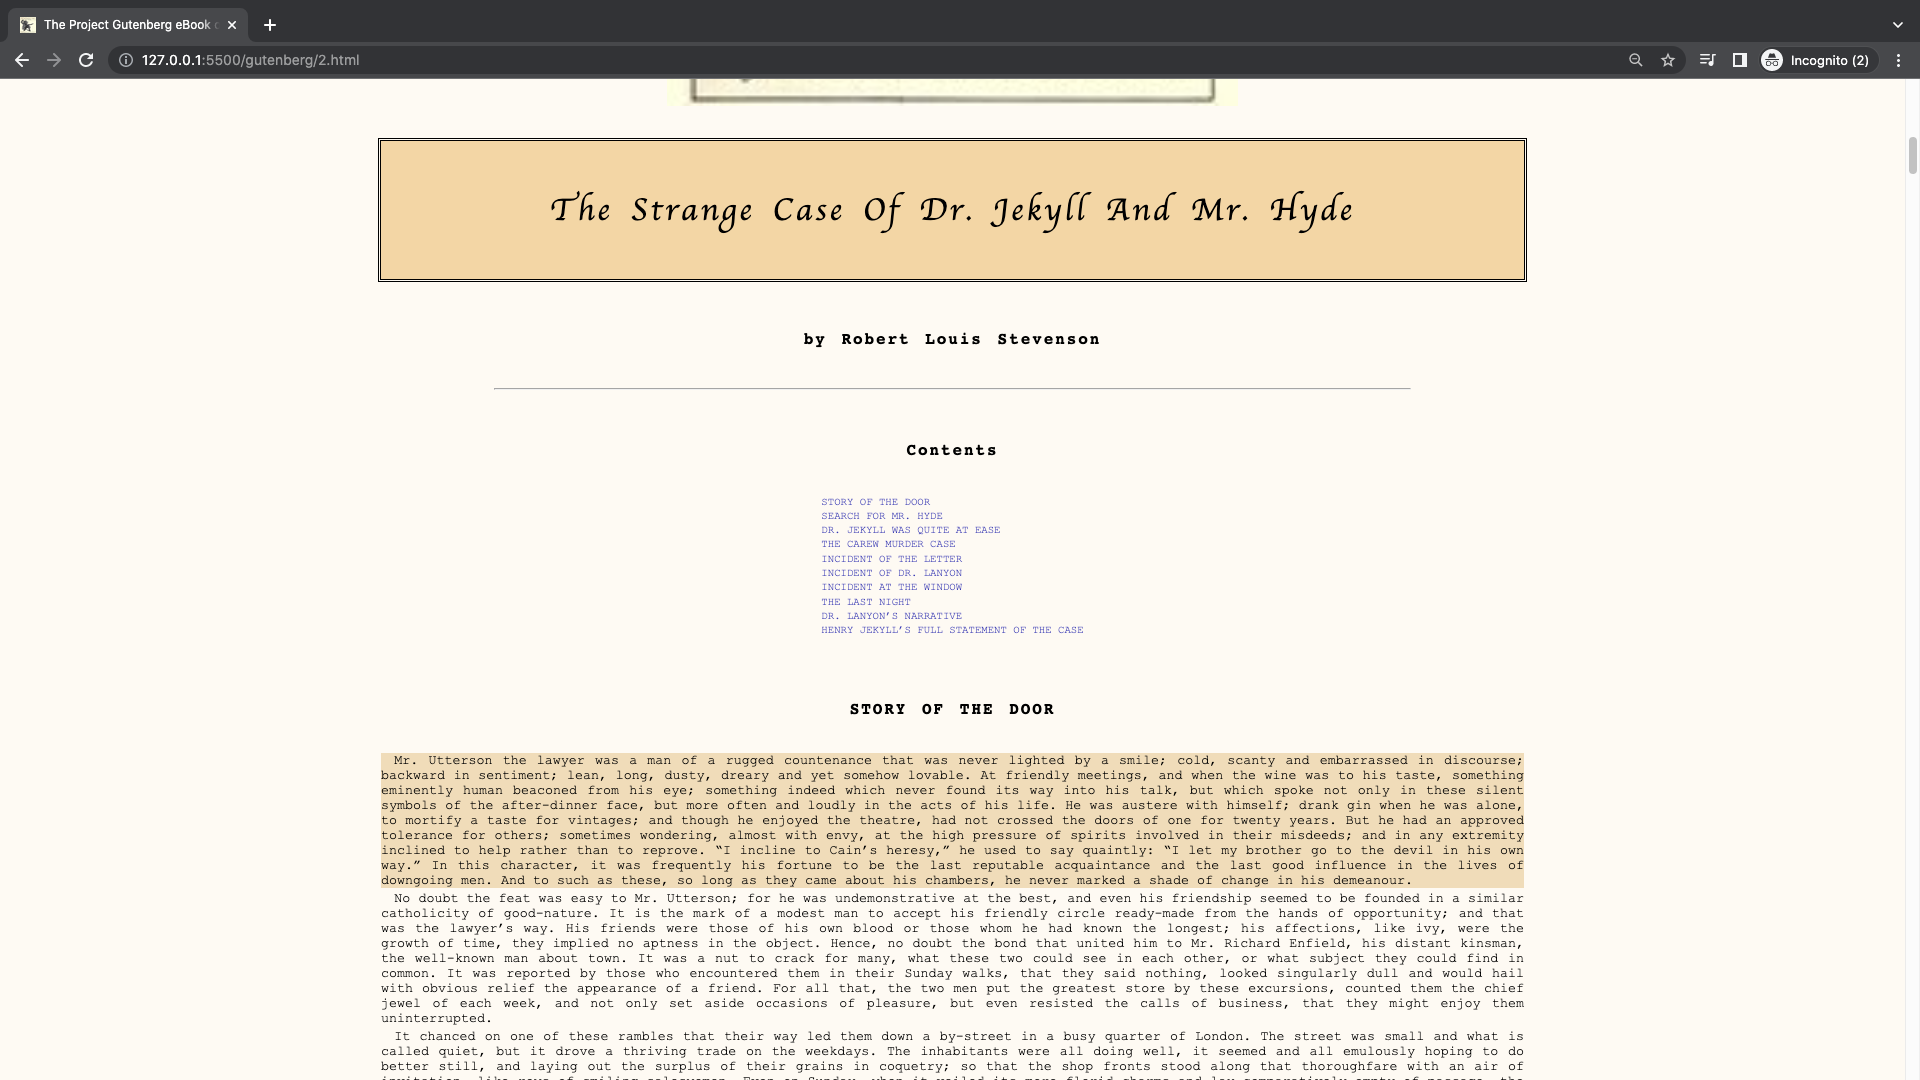 The Project Gutenberg eBook
127.0.0.1:5500/gutenberg/2.html
Incognito (2)
The Strange Case Of Dr. Jekyll And Mr. Hyde
by Robert Louis Stevenson
Contents
STORY OF THE DOOR
SEARCH FOR MR. HYDE
DR. JEKYLL WAS QUITE AT EASE
THE CAREW MURDER CASE
INCIDENT OF THE LETTER
INCIDENT OF DR. LANYON
INCIDENT AT THE WINDOW
THE LAST NIGHT
DR. LANYON’S NARRATIVE
HENRY JEKYLL’S FULL STATEMENT OF THE CASE
STORY OF THE DOOR
Mr. Utterson the lawyer was a man of a rugged countenance that was never lighted by a smile; cold, scanty and embarrassed in discourse;
backward in sentiment; lean, long, dusty, dreary and yet somehow lovable. At friendly meetings, and when the wine was to his taste, something
eminently human beaconed from his eye; something indeed which never found its way into his talk, but which spoke not only in these silent
symbols of the after-dinner face, but more often and loudly in the acts of his life. He was austere with himself; drank gin when he was alone,
to mortify a taste for vintages; and though he enjoyed the theatre, had not crossed the doors of one for twenty years. But he had an approved
tolerance for others; sometimes wondering, almost with envy, at the high pressure of spirits involved in their misdeeds; and in any extremity
inclined to help rather than to reprove. “I incline to Cain’s heresy,” he used to say quaintly: “I let my brother go to the devil in his own
way.” In this character, it was frequently his fortune to be the last reputable acquaintance and the last good influence in the lives of
downgoing men. And to such as these, so long as they came about his chambers, he never marked a shade of change in his demeanour.
No doubt the feat was easy to Mr. Utterson; for he was undemonstrative at the best, and even his friendship seemed to be founded in a similar
catholicity of good-nature. It is the mark of a modest man to accept his friendly circle ready-made from the hands of opportunity; and that
was the lawyer’s way. His friends were those of his own blood or those whom he had known the longest; his affections, like ivy, were the
growth of time, they implied no aptness in the object. Hence, no doubt the bond that united him to Mr. Richard Enfield, his distant kinsman,
the well-known man about town. It was a nut to crack for many, what these two could see in each other, or what subject they could find in
common. It was reported by those who encountered them in their Sunday walks, that they said nothing, looked singularly dull and would hail
with obvious relief the appearance of a friend. For all that, the two men put the greatest store by these excursions, counted them the chief
jewel of each week, and not only set aside occasions of pleasure, but even resisted the calls of business, that they might enjoy them
uninterrupted.
It chanced on one of these rambles that their way led them down a by-street in a busy quarter of London. The street was small and what is
called quiet, but it drove a thriving trade on the weekdays. The inhabitants were all doing well, it seemed and all emulously hoping to do
better still, and laying out the surplus of their grains in coquetry; so that the shop fronts stood along that thoroughfare with an air of